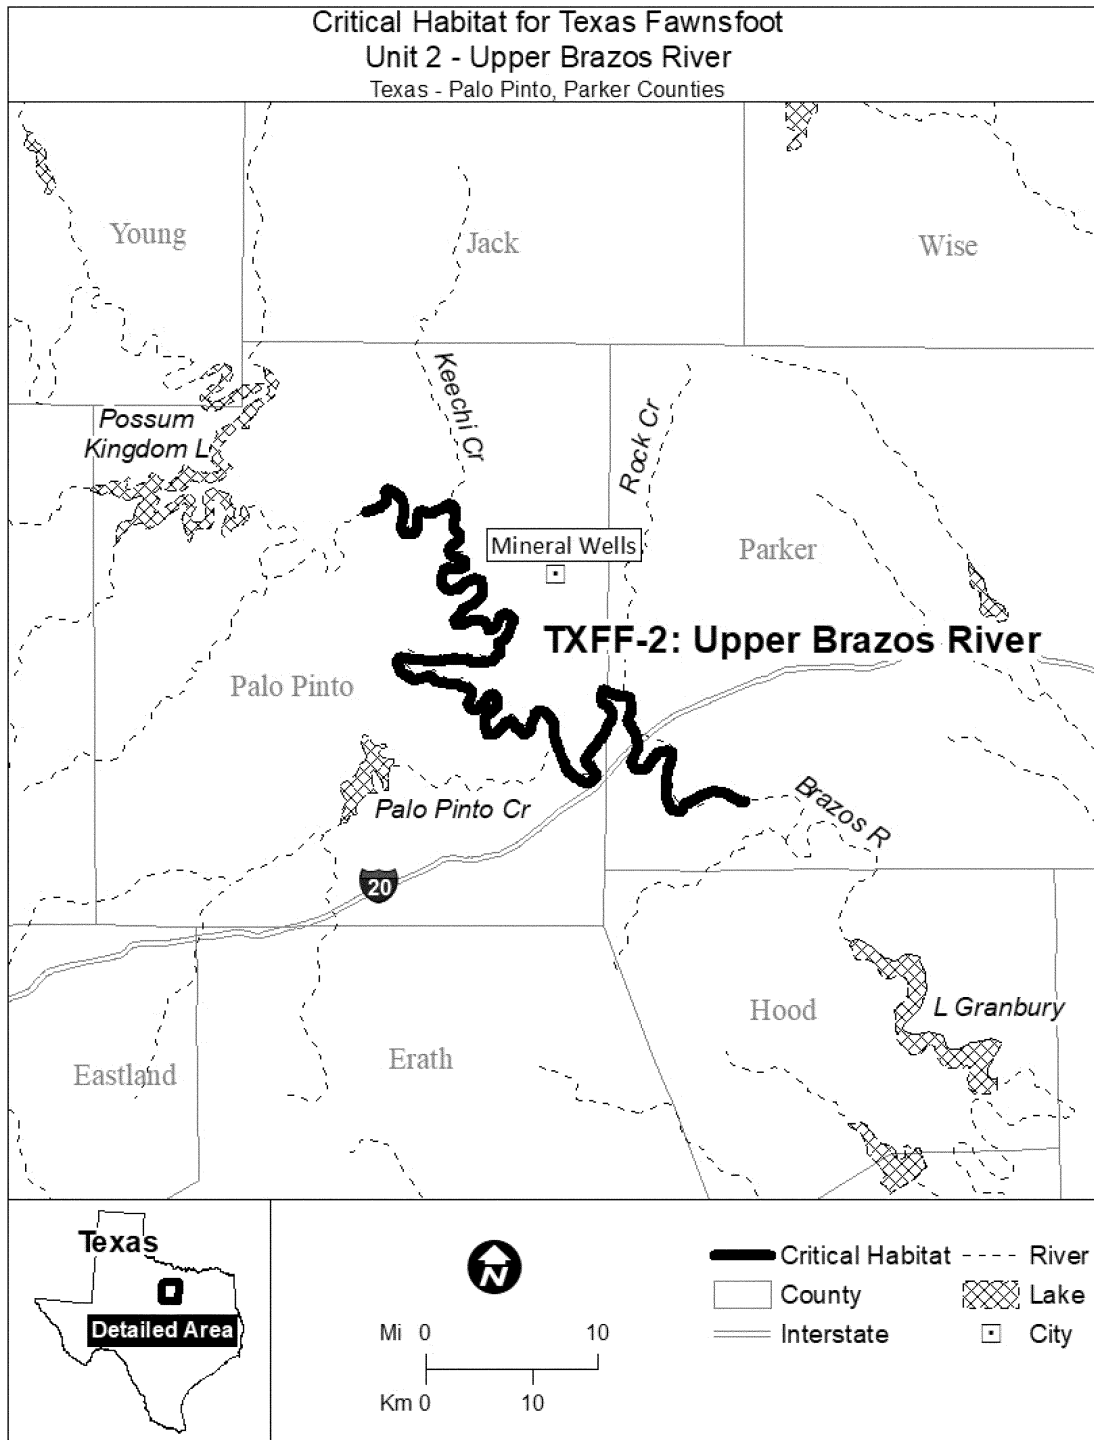 Critical Habitat for Texas Fawnsfoot
Unit 2 - Upper Brazos River
Texas - Palo Pinto, Parker Counties
Young
Jack
Wise
Keechi Cr
Possum
Kingdom L
Rock Cr
Mineral Wells
Parker
TXFF-2: Upper Brazos River
Palo Pinto
Palo Pinto Cr
Brazos R
20
Hood
L Granbury
Erath
Eastland
Texas
Detailed Area
N
Mi 0 10
Km 0 10
Critical Habitat
River
County
Lake
Interstate
City